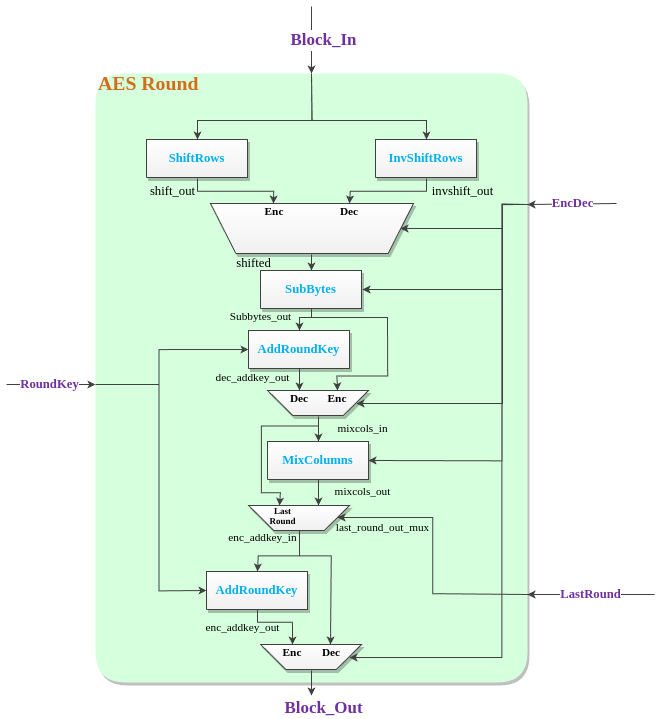 Block_In
AES Round
ShiftRows
InvShiftRows
shift_out
invshift_out
Enc
Dec
EncDec
shifted
SubBytes
Subbytes_out
AddRoundKey
dec_addkey_out
RoundKey
Dec
Enc
mixcols_in
MixColumns
mixcols_out
Last
Round
last_round_out_mux
enc_addkey_in
AddRoundKey
LastRound
enc_addkey_out
Enc
Dec
Block_Out